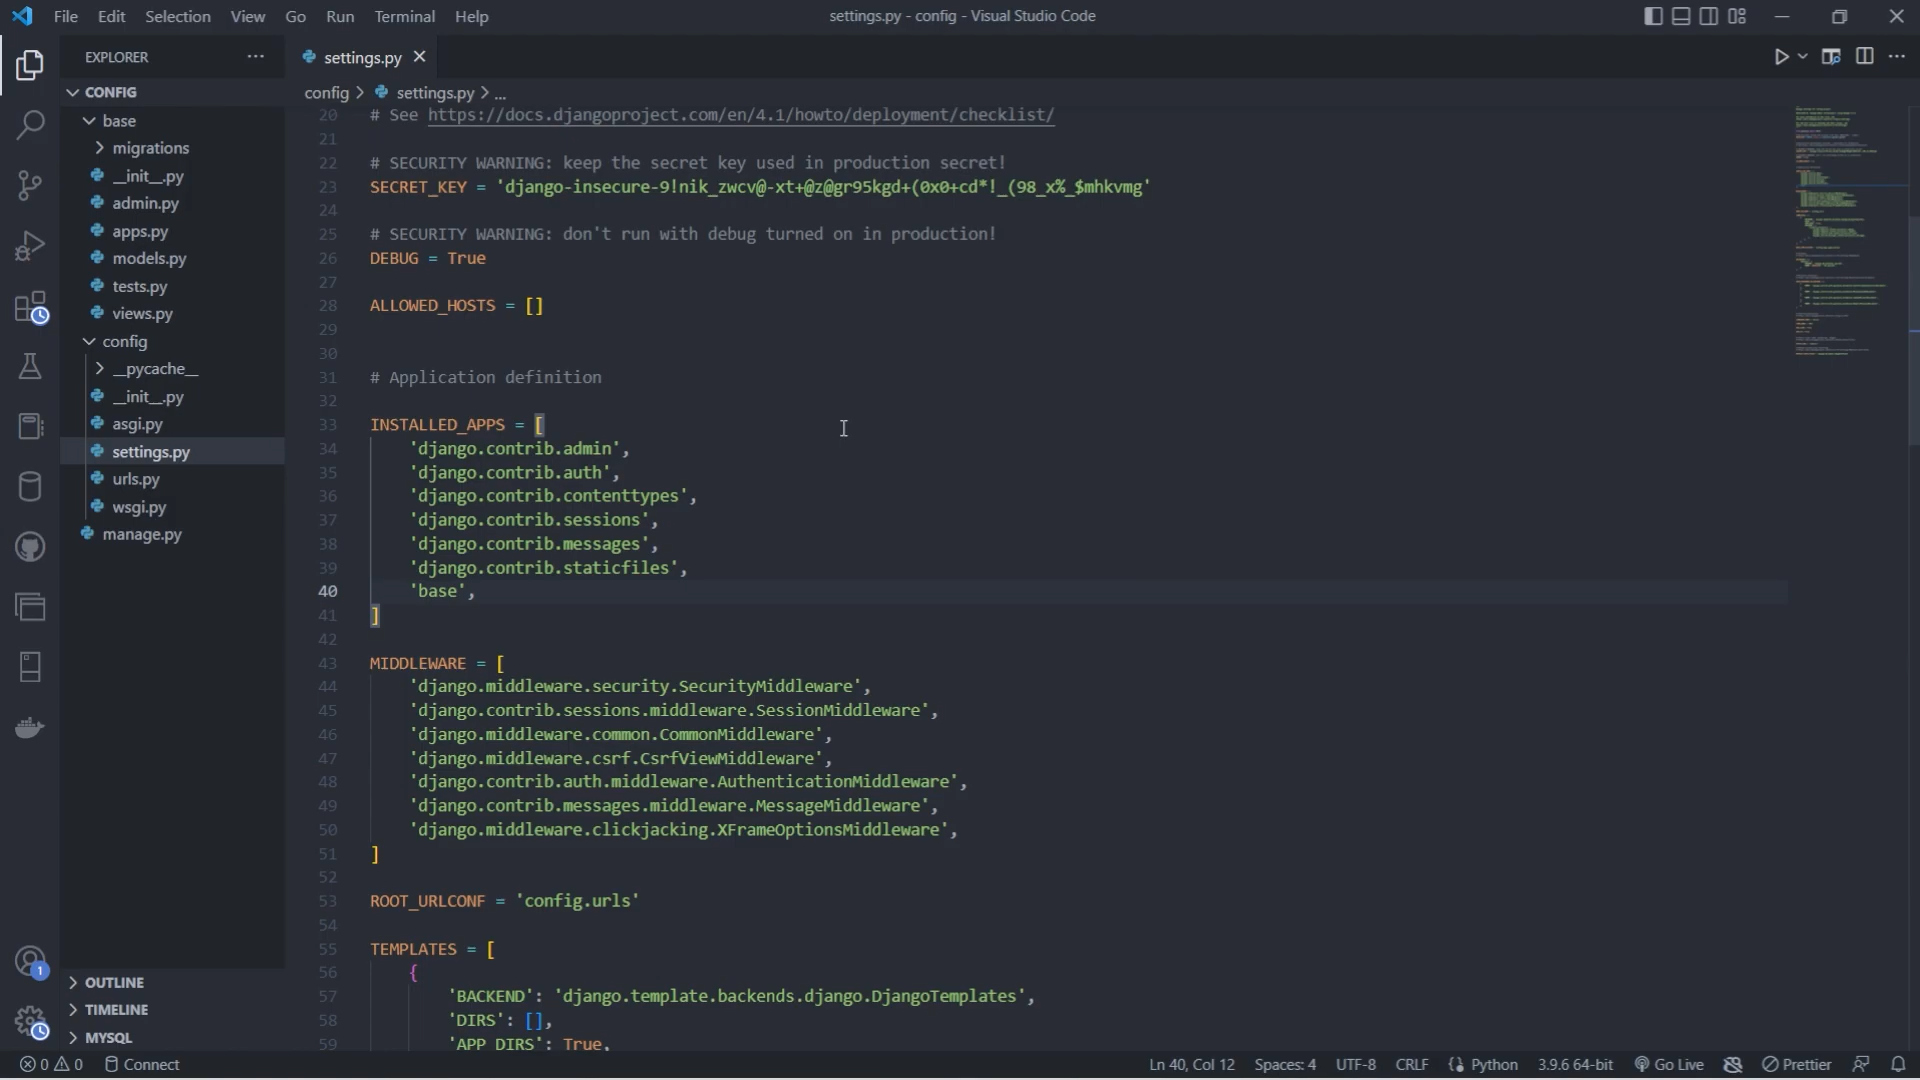 File Edit Selection View Go Run Terminal Help
settings.py - config - Visual Studio Code
EXPLORER
CONFIG
base
migrations
__init__.py
admin.py
apps.py
models.py
tests.py
views.py
config
__pycache__
__init__.py
asgi.py
settings.py
urls.py
wsgi.py
manage.py
OUTLINE
TIMELINE
MYSQL
1
settings.py
config > settings.py > ...
20 # See https://docs.djangoproject.com/en/4.1/howto/deployment/checklist/
21
22 # SECURITY WARNING: keep the secret key used in production secret!
23 SECRET_KEY = 'django-insecure-9!nik_zwcv@-xt+@z@gr95kgd+(0x0+cd*!_(98_x%_$mhkvmg'
24
25 # SECURITY WARNING: don't run with debug turned on in production!
26 DEBUG = True
27
28 ALLOWED_HOSTS = []
29
30
31 # Application definition
32
33 INSTALLED_APPS = [
34 'django.contrib.admin',
35 'django.contrib.auth',
36 'django.contrib.contenttypes',
37 'django.contrib.sessions',
38 'django.contrib.messages',
39 'django.contrib.staticfiles',
40 'base',
41 ]
42
43 MIDDLEWARE = [
44 'django.middleware.security.SecurityMiddleware',
45 'django.contrib.sessions.middleware.SessionMiddleware',
46 'django.middleware.common.CommonMiddleware',
47 'django.middleware.csrf.CsrfViewMiddleware',
48 'django.contrib.auth.middleware.AuthenticationMiddleware',
49 'django.contrib.messages.middleware.MessageMiddleware',
50 'django.middleware.clickjacking.XFrameOptionsMiddleware',
51 ]
52
53 ROOT_URLCONF = 'config.urls'
54
55 TEMPLATES = [
56 {
57 'BACKEND': 'django.template.backends.django.DjangoTemplates',
58 'DIRS': [],
59 'APP_DIRS': True,
0 0 Connect Ln 40, Col 12 Spaces: 4 UTF-8 CRLF Python 3.9.6 64-bit Go Live Prettier